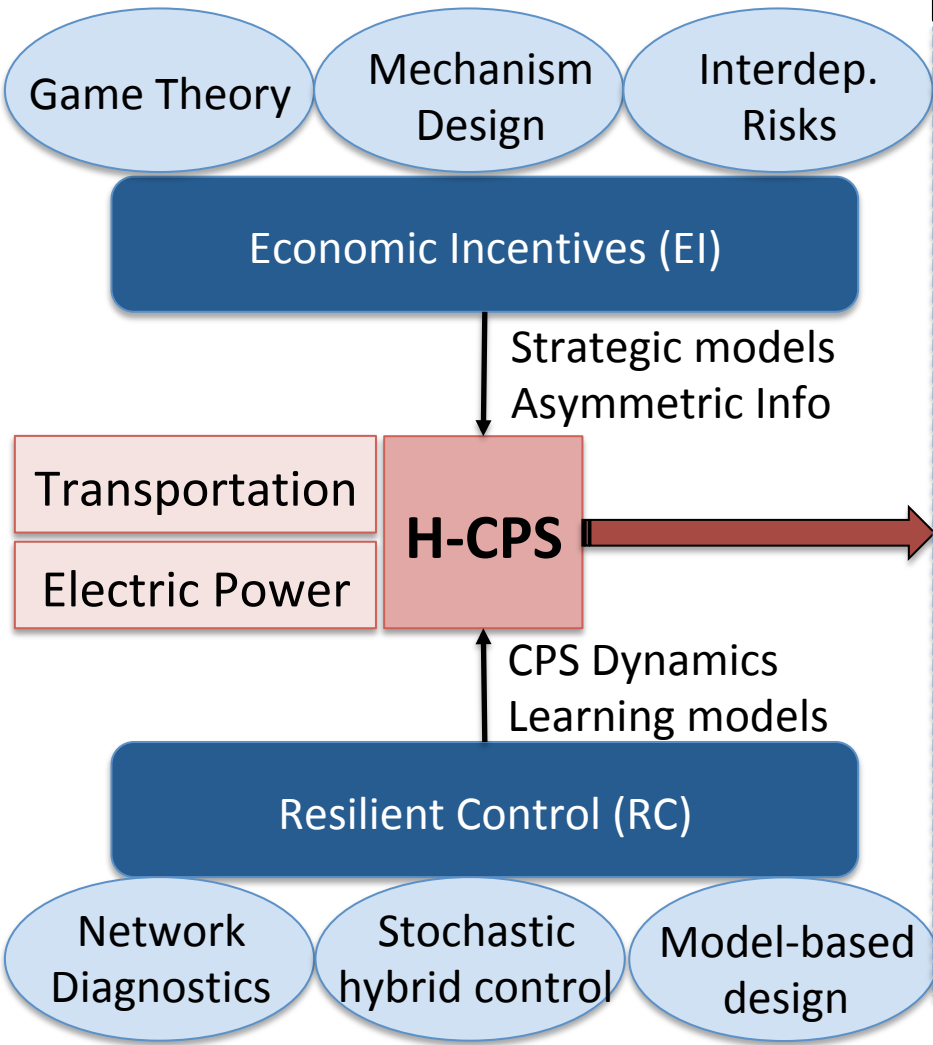 Game Theory
Mechanism
Design
Interdep.
Risks
Economic Incentives (EI)
Strategic models
Asymmetric Info
Transportation
Electric Power
H-CPS
CPS Dynamics
Learning models
Resilient Control (RC)
Network
Diagnostics
Stochastic
hybrid control
Model-based
design